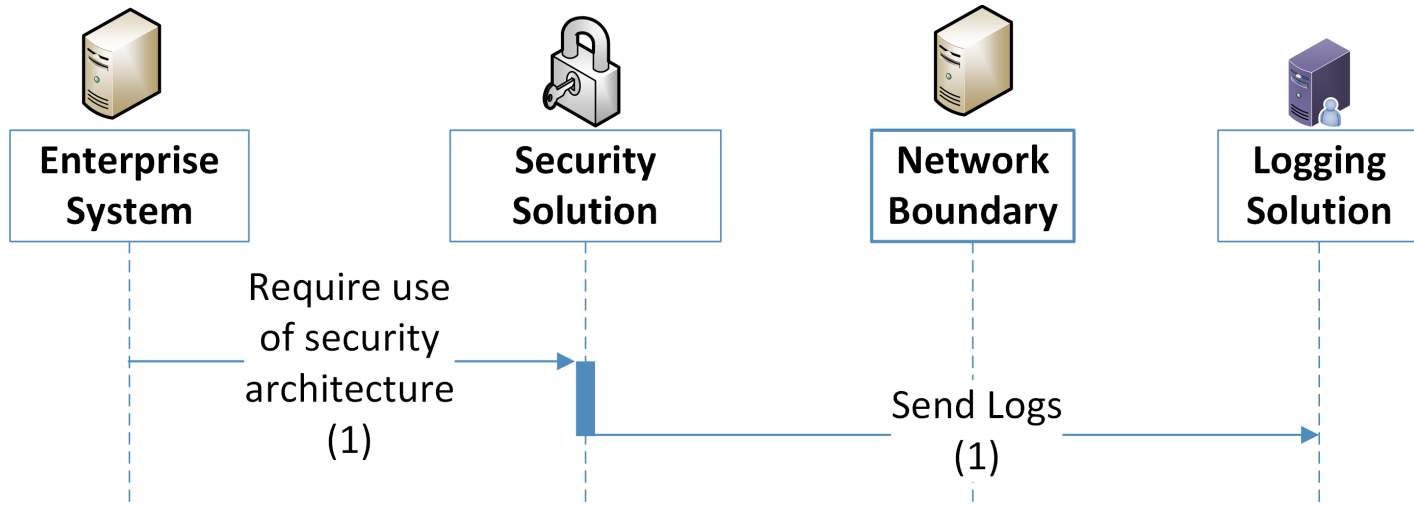 Enterprise
System
Security
Solution
Network
Boundary
Logging
Solution
Require use
of security
architecture
(1)
Send Logs
(1)